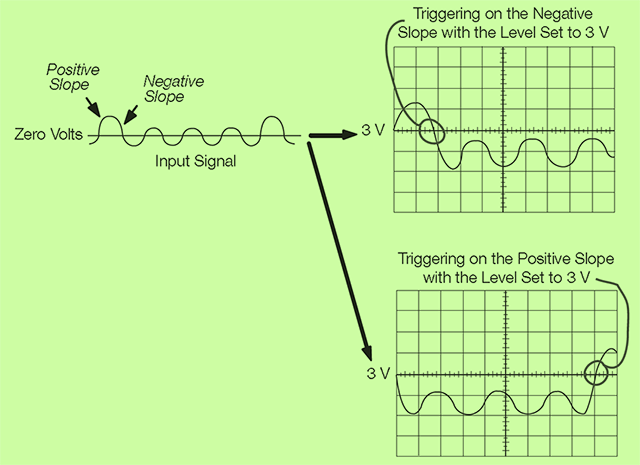 Triggering on the Negative
Slope with the Level Set to 3 V
Positive
Slope
Negative
Slope
Zero Volts
Input Signal
3 V
Triggering on the Positive Slope
with the Level Set to 3 V
3 V